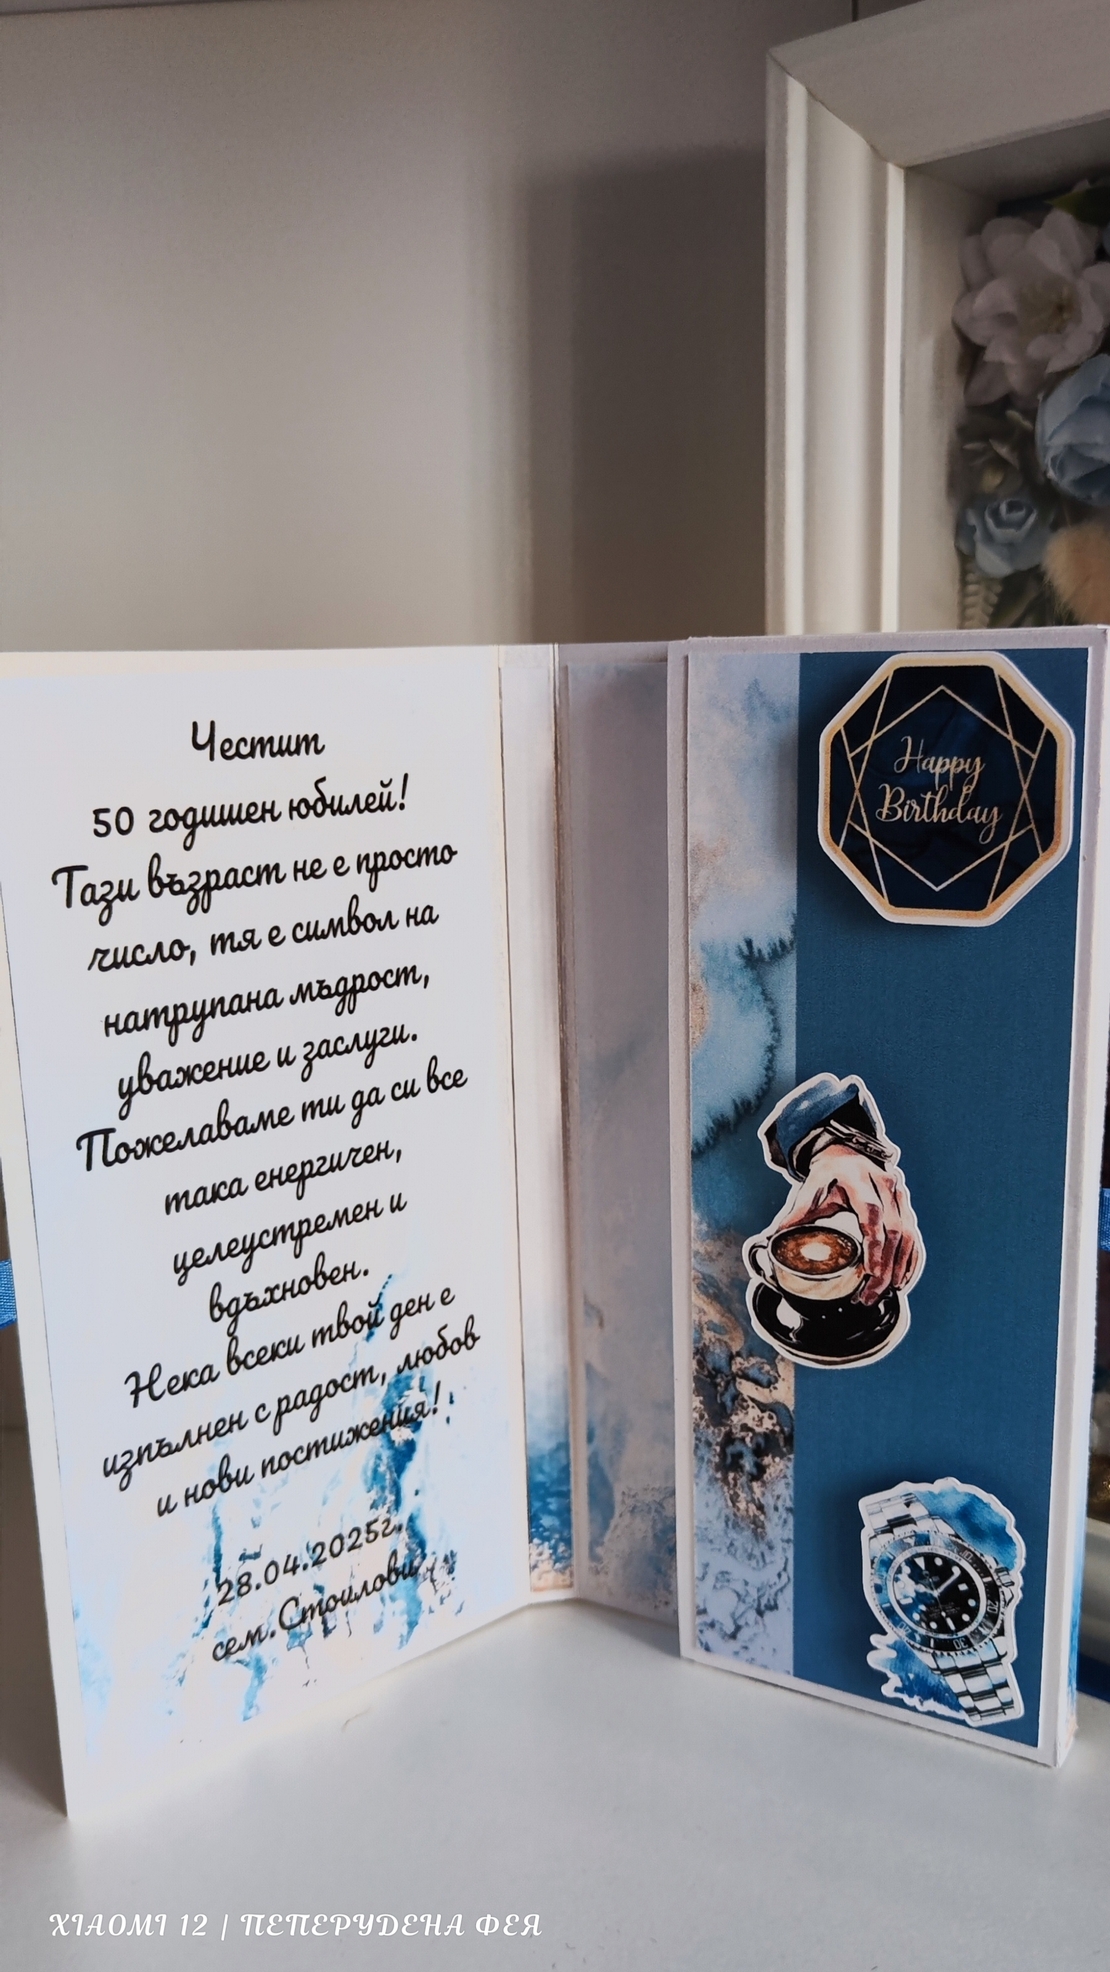 Честит
50 годишен юбилей!
Тази възраст не е просто
число, тя е символ на
натрупана мъдрост,
уважение и заслуги.
Пожелаваме ти да си все
така енергичен,
целеустремен и
вдъхновен.
Нека всеки твой ден е
изпълнен с радост, любов
и нови постижения!
28.04.2025г.
сем.Стоилови
Happy
Birthday
XIAOMI 12 | ПЕПЕРУДЕНА ФЕЯ